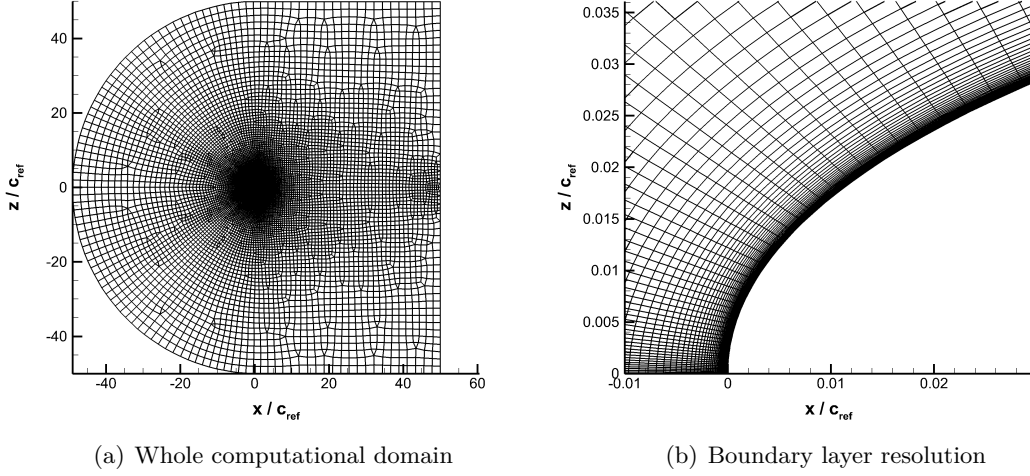 40
20
0
-20
-40
z / c_ref
-40 -20 0 20 40 60
x / c_ref
(a) Whole computational domain
0.035
0.03
0.025
0.02
0.015
0.01
0.005
0
z / c_ref
-0.01 0 0.01 0.02
x / c_ref
(b) Boundary layer resolution